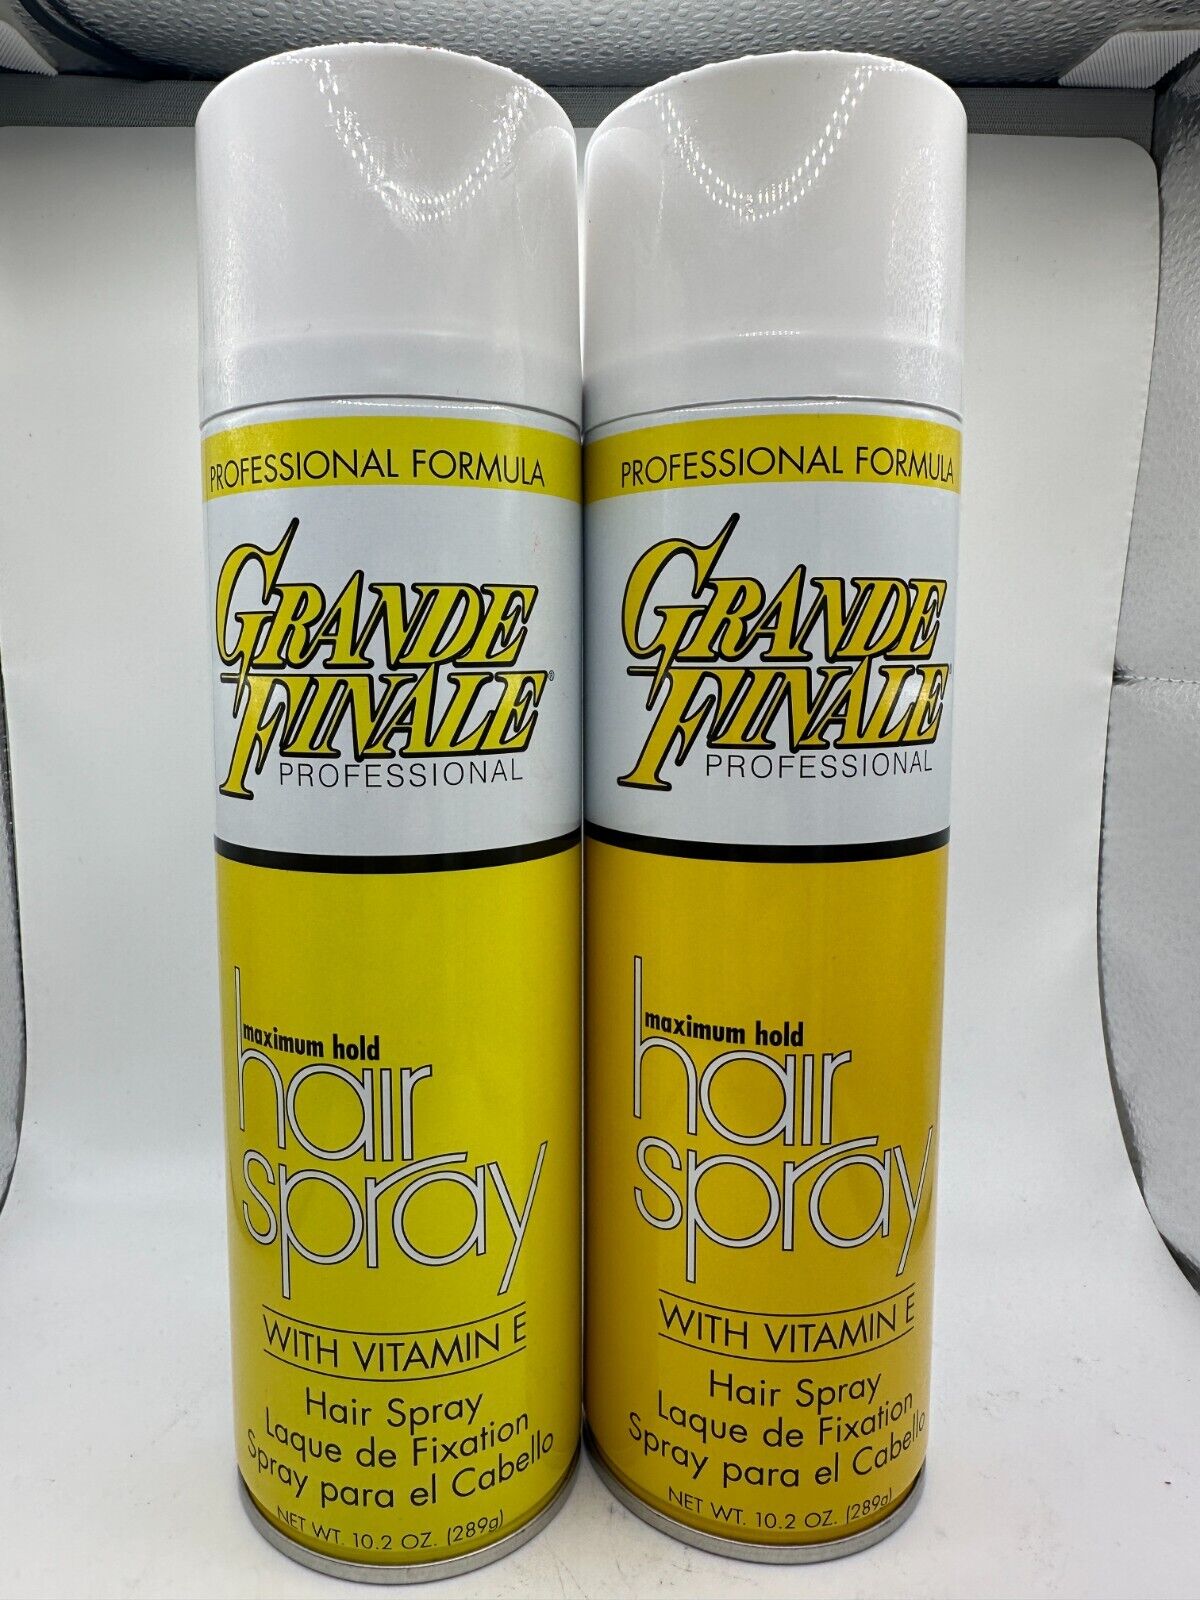 PROFESSIONAL FORMULA
GRANDE
FINALE®
PROFESSIONAL
maximum hold
hair
spray
WITH VITAMIN E
Hair Spray
Laque de Fixation
Spray para el Cabello
NET WT. 10.2 OZ. (289g)
PROFESSIONAL FORMULA
GRANDE
FINALE
PROFESSIONAL
maximum hold
hair
spray
WITH VITAMIN E
Hair Spray
Laque de Fixation
Spray para el Cabello
NET WT. 10.2 OZ. (289g)